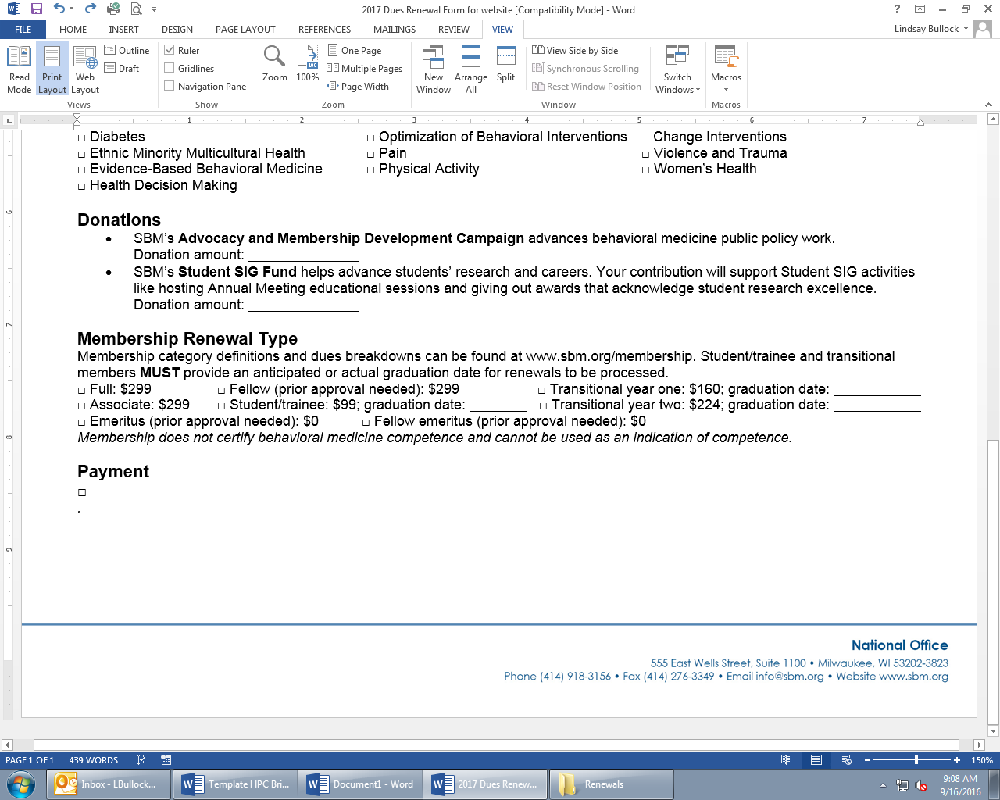 2017 Dues Renewal Form for website [Compatibility Mode] - Word
FILE HOME INSERT DESIGN PAGE LAYOUT REFERENCES MAILINGS REVIEW VIEW Lindsay Bullock
Read Mode Print Layout Web Layout Outline Draft
Views
Ruler Gridlines Navigation Pane
Show
Zoom 100% One Page Multiple Pages Page Width
Zoom
New Window Arrange All Split View Side by Side Synchronous Scrolling Reset Window Position Switch Windows
Window
Macros
Macros
1 2 3 4 5 6 7
□ Diabetes □ Optimization of Behavioral Interventions Change Interventions
□ Ethnic Minority Multicultural Health □ Pain □ Violence and Trauma
□ Evidence-Based Behavioral Medicine □ Physical Activity □ Women’s Health
□ Health Decision Making
Donations
• SBM’s Advocacy and Membership Development Campaign advances behavioral medicine public policy work.
Donation amount: ______________
• SBM’s Student SIG Fund helps advance students’ research and careers. Your contribution will support Student SIG activities
like hosting Annual Meeting educational sessions and giving out awards that acknowledge student research excellence.
Donation amount: ______________
Membership Renewal Type
Membership category definitions and dues breakdowns can be found at www.sbm.org/membership. Student/trainee and transitional
members MUST provide an anticipated or actual graduation date for renewals to be processed.
□ Full: $299 □ Fellow (prior approval needed): $299 □ Transitional year one: $160; graduation date: ___________
□ Associate: $299 □ Student/trainee: $99; graduation date: _______ □ Transitional year two: $224; graduation date: ___________
□ Emeritus (prior approval needed): $0 □ Fellow emeritus (prior approval needed): $0
Membership does not certify behavioral medicine competence and cannot be used as an indication of competence.
Payment
□
.
6
7
8
9
National Office
555 East Wells Street, Suite 1100 • Milwaukee, WI 53202-3823
Phone (414) 918-3156 • Fax (414) 276-3349 • Email info@sbm.org • Website www.sbm.org
PAGE 1 OF 1 439 WORDS 150%
Inbox - LBullock... Template HPC Bri... Document1 - Word 2017 Dues Renew... Renewals 9:08 AM
9/16/2016